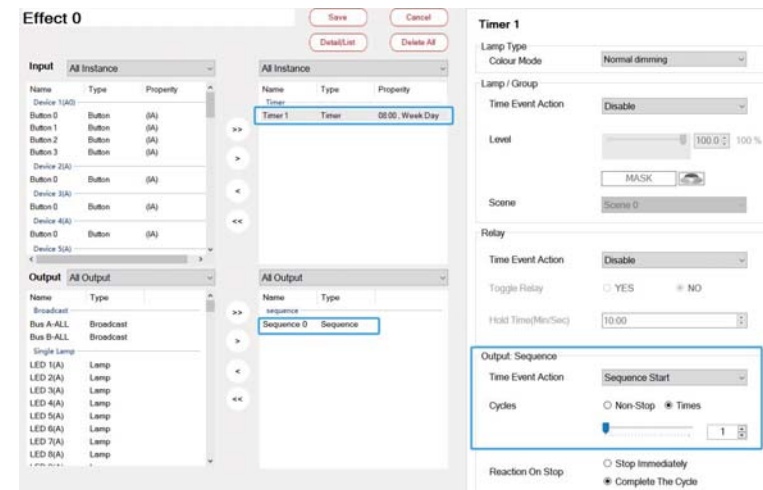 Effect 0
Save
Cancel
Detail/List
Delete All
Input
All Instance
Name Type Property
Device 1(A0)
Button 0 Button (IA)
Button 1 Button (IA)
Button 2 Button (IA)
Button 3 Button (IA)
Device 2(A)
Button 0 Button (IA)
Device 3(A)
Button 0 Button (IA)
Device 4(A)
Button 0 Button (IA)
Device 5(A)
>>
>
<
<<
All Instance
Name Type Property
Timer
Timer 1 Timer 08:00 , Week Day
Output
All Output
Name Type
Broadcast
Bus A-ALL Broadcast
Bus B-ALL Broadcast
Single Lamp
LED 1(A) Lamp
LED 2(A) Lamp
LED 3(A) Lamp
LED 4(A) Lamp
LED 5(A) Lamp
LED 6(A) Lamp
LED 7(A) Lamp
LED 8(A) Lamp
>>
>
<
<<
All Output
Name Type
sequence
Sequence 0 Sequence
Timer 1
Lamp Type
Colour Mode Normal dimming
Lamp / Group
Time Event Action Disable
Level 100.0 100 %
MASK
Scene Scene 0
Relay
Time Event Action Disable
Toggle Relay YES NO
Hold Time(Min/Sec) 10:00
Output: Sequence
Time Event Action Sequence Start
Cycles Non-Stop Times
1
Reaction On Stop Stop Immediately
Complete The Cycle